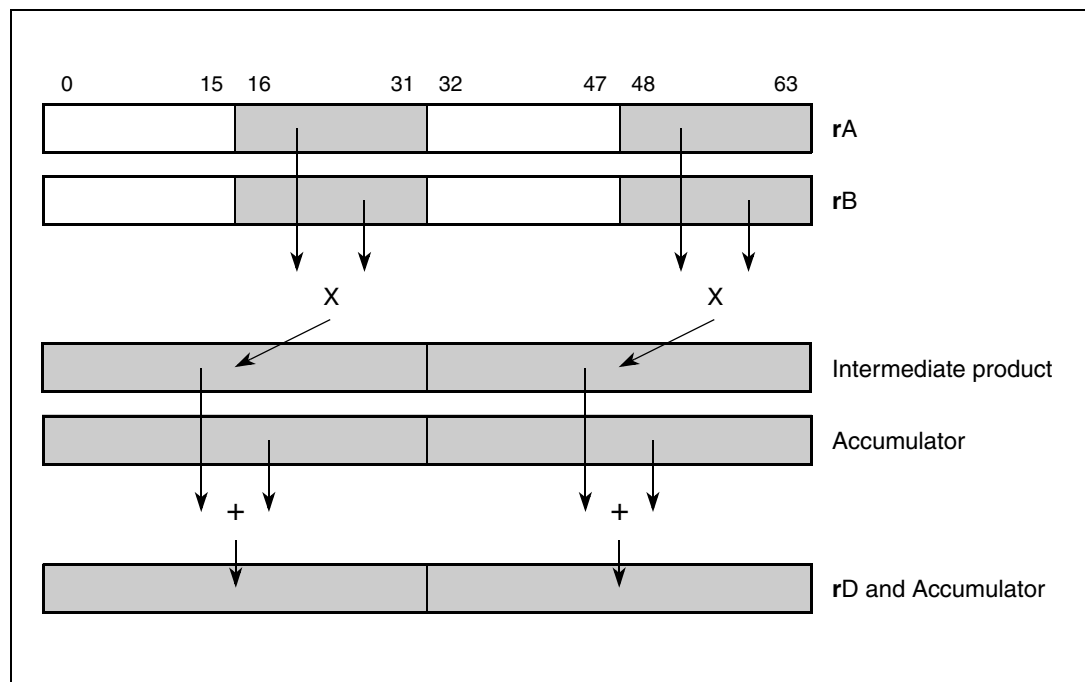 0 15 16 31 32 47 48 63
rA
rB
X X
Intermediate product
Accumulator
+ +
rD and Accumulator